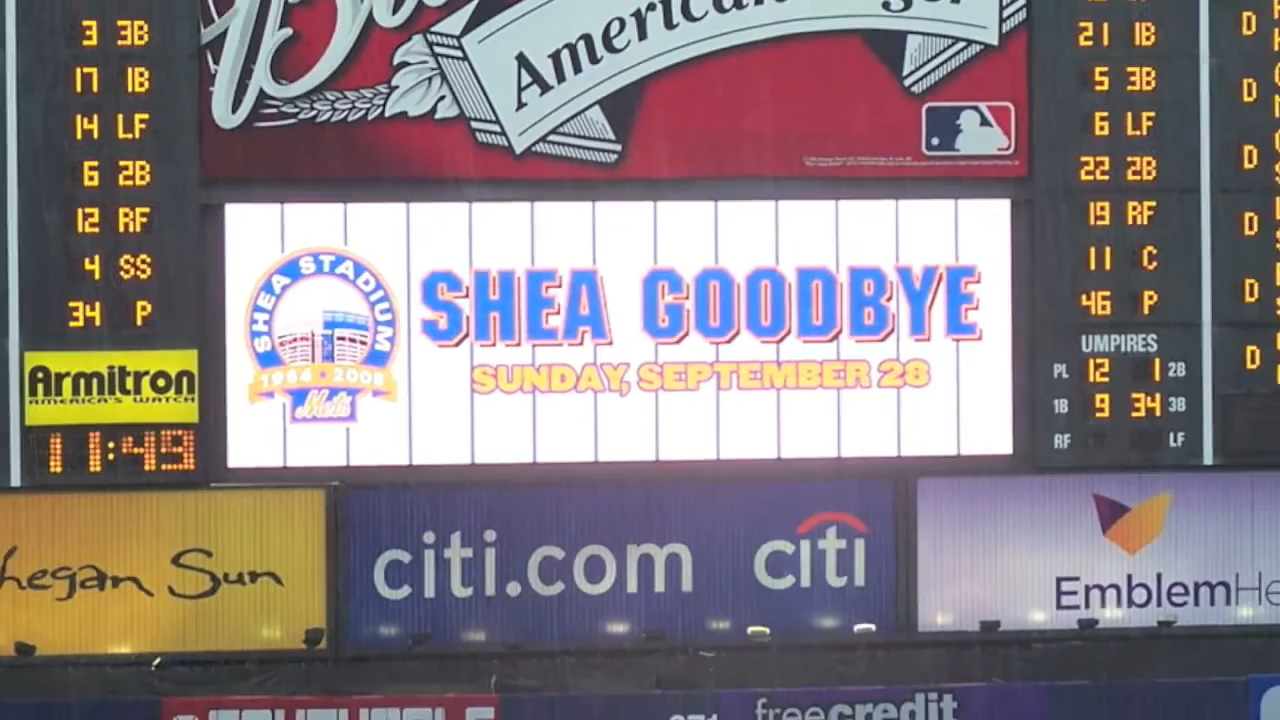 3 3B
17 1B
14 LF
6 2B
12 RF
4 SS
34 P
Armitron
AMERICA'S WATCH
11:49
American
SHEA STADIUM
1964 2008
Mets
SHEA GOODBYE
SUNDAY, SEPTEMBER 28
21 1B
5 3B
6 LF
22 2B
19 RF
11 C
46 P
UMPIRES
PL 12 1 2B
1B 9 34 3B
RF LF
D
D
D
D
D
D
hegan Sun
citi.com citi
EmblemHe
freecredit